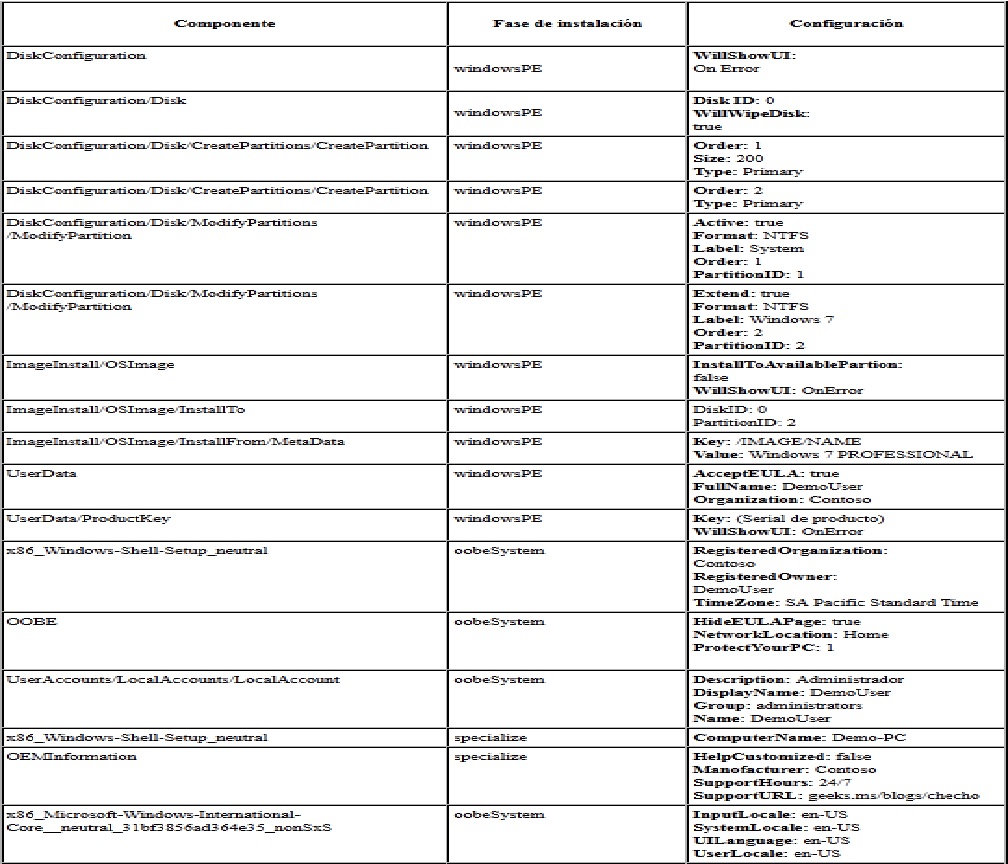 Componente Fase de instalación Configuración
DiskConfiguration windowsPE WillShowUI:
On Error
DiskConfiguration/Disk windowsPE Disk ID: 0
WillWipeDisk:
true
DiskConfiguration/Disk/CreatePartitions/CreatePartition windowsPE Order: 1
Size: 200
Type: Primary
DiskConfiguration/Disk/CreatePartitions/CreatePartition windowsPE Order: 2
Type: Primary
DiskConfiguration/Disk/ModifyPartitions windowsPE Active: true
/ModifyPartition Format: NTFS
Label: System
Order: 1
PartitionID: 1
DiskConfiguration/Disk/ModifyPartitions windowsPE Extend: true
/ModifyPartition Format: NTFS
Label: Windows 7
Order: 2
PartitionID: 2
ImageInstall/OSImage windowsPE InstallToAvailablePartion:
false
WillShowUI: OnError
ImageInstall/OSImage/InstallTo windowsPE DiskID: 0
PartitionID: 2
ImageInstall/OSImage/InstallFrom/MetaData windowsPE Key: /IMAGE/NAME
Value: Windows 7 PROFESSIONAL
UserData windowsPE AcceptEULA: true
FullName: DemoUser
Organization: Contoso
UserData/ProductKey windowsPE Key: (Serial de producto)
WillShowUI: OnError
x86_Windows-Shell-Setup_neutral oobeSystem RegisteredOrganization:
Contoso
RegisteredOwner:
DemoUser
TimeZone: SA Pacific Standard Time
OOBE oobeSystem HideEULAPage: true
NetworkLocation: Home
ProtectYourPC: 1
UserAccounts/LocalAccounts/LocalAccount oobeSystem Description: Administrador
DisplayName: DemoUser
Group: administrators
Name: DemoUser
x86_Windows-Shell-Setup_neutral specialize ComputerName: Demo-PC
OEMInformation specialize HelpCustomized: false
Manofacturer: Contoso
SupportHours: 24/7
SupportURL: geeks.ms/blogs/checho
x86_Microsoft-Windows-International- oobeSystem InputLocale: en-US
Core__neutral_31bf3856ad364e35_nonSxS SystemLocale: en-US
UILanguage: en-US
UserLocale: en-US